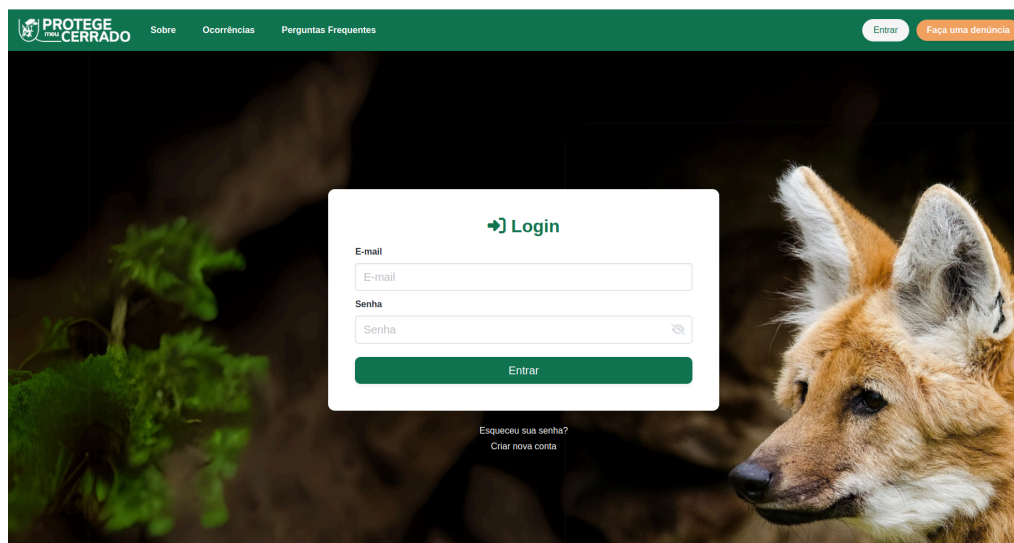 PROTEGE
meu CERRADO
Sobre
Ocorrências
Perguntas Frequentes
Entrar
Faça uma denúncia
Login
E-mail
E-mail
Senha
Senha
Entrar
Esqueceu sua senha?
Criar nova conta